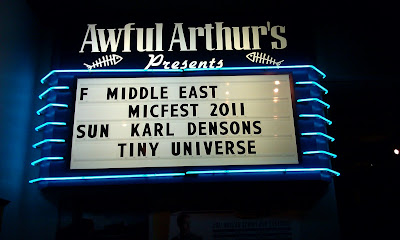 Awful Arthur's
Presents
F MIDDLE EAST
MICFEST 2011
SUN KARL DENSONS
TINY UNIVERSE